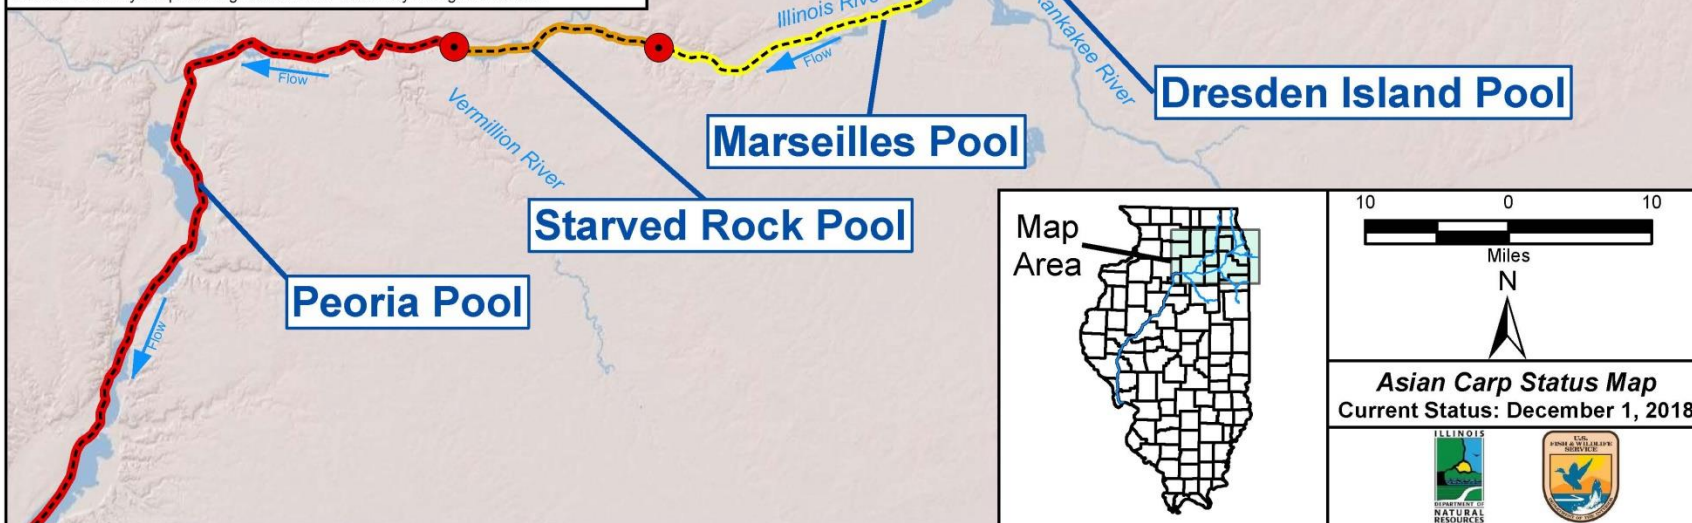 Illinois River
Kankakee River
Flow
Flow
Dresden Island Pool
Vermillion River
Marseilles Pool
Starved Rock Pool
Peoria Pool
Flow
Map
Area
10 0 10
Miles
N
Asian Carp Status Map
Current Status: December 1, 2018
ILLINOIS
DEPARTMENT OF
NATURAL
RESOURCES
U.S.
FISH & WILDLIFE
SERVICE